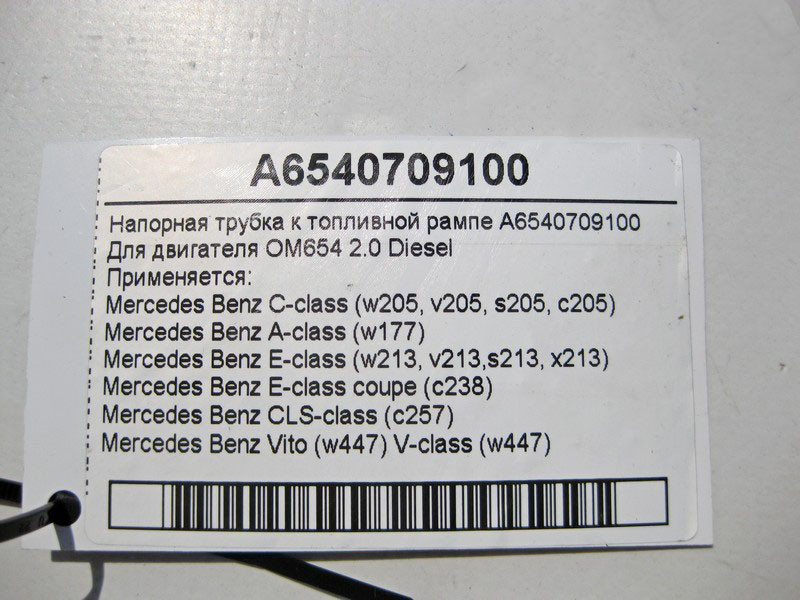 A6540709100
Напорная трубка к топливной рампе A6540709100
Для двигателя OM654 2.0 Diesel
Применяется:
Mercedes Benz C-class (w205, v205, s205, c205)
Mercedes Benz A-class (w177)
Mercedes Benz E-class (w213, v213,s213, x213)
Mercedes Benz E-class coupe (c238)
Mercedes Benz CLS-class (c257)
Mercedes Benz Vito (w447) V-class (w447)